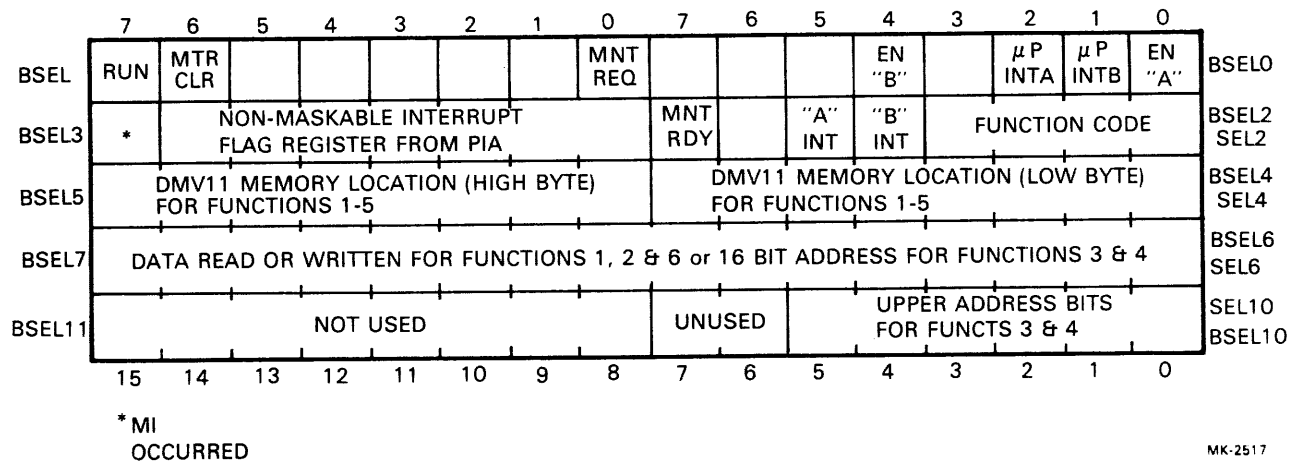 7 6 5 4 3 2 1 0 7 6 5 4 3 2 1 0
BSEL RUN MTR CLR MNT REQ EN "B" μP INTA μP INTB EN "A" BSEL0
BSEL3 * NON-MASKABLE INTERRUPT FLAG REGISTER FROM PIA MNT RDY "A" INT "B" INT FUNCTION CODE BSEL2 SEL2
BSEL5 DMV11 MEMORY LOCATION (HIGH BYTE) FOR FUNCTIONS 1-5 DMV11 MEMORY LOCATION (LOW BYTE) FOR FUNCTIONS 1-5 BSEL4 SEL4
BSEL7 DATA READ OR WRITTEN FOR FUNCTIONS 1, 2 & 6 or 16 BIT ADDRESS FOR FUNCTIONS 3 & 4 BSEL6 SEL6
BSEL11 NOT USED UNUSED UPPER ADDRESS BITS FOR FUNCTS 3 & 4 SEL10 BSEL10
15 14 13 12 11 10 9 8 7 6 5 4 3 2 1 0
* MI
OCCURRED
MK-2517